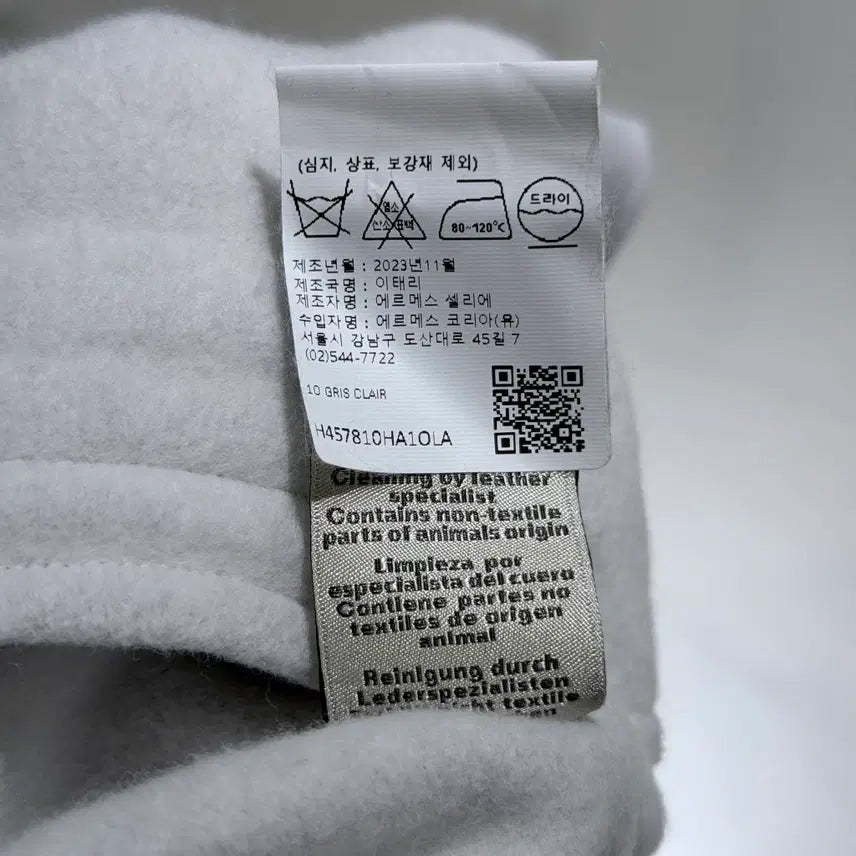 (심지, 상표, 보강재 제외)
염소
산소 표백
80~120℃
드라이
제조년월 : 2023년11월
제조국명 : 이태리
제조자명 : 에르메스 셀리에
수입자명 : 에르메스 코리아(유)
서울시 강남구 도산대로 45길 7
(02)544-7722
10 GRIS CLAIR
H457810HA10LA
Cleaning by leather
specialist
Contains non-textile
parts of animals origin
Limpieza por
especialista del cuero
Contiene partes no
textiles de origen
animal
Reinigung durch
Lederspezialisten
textile